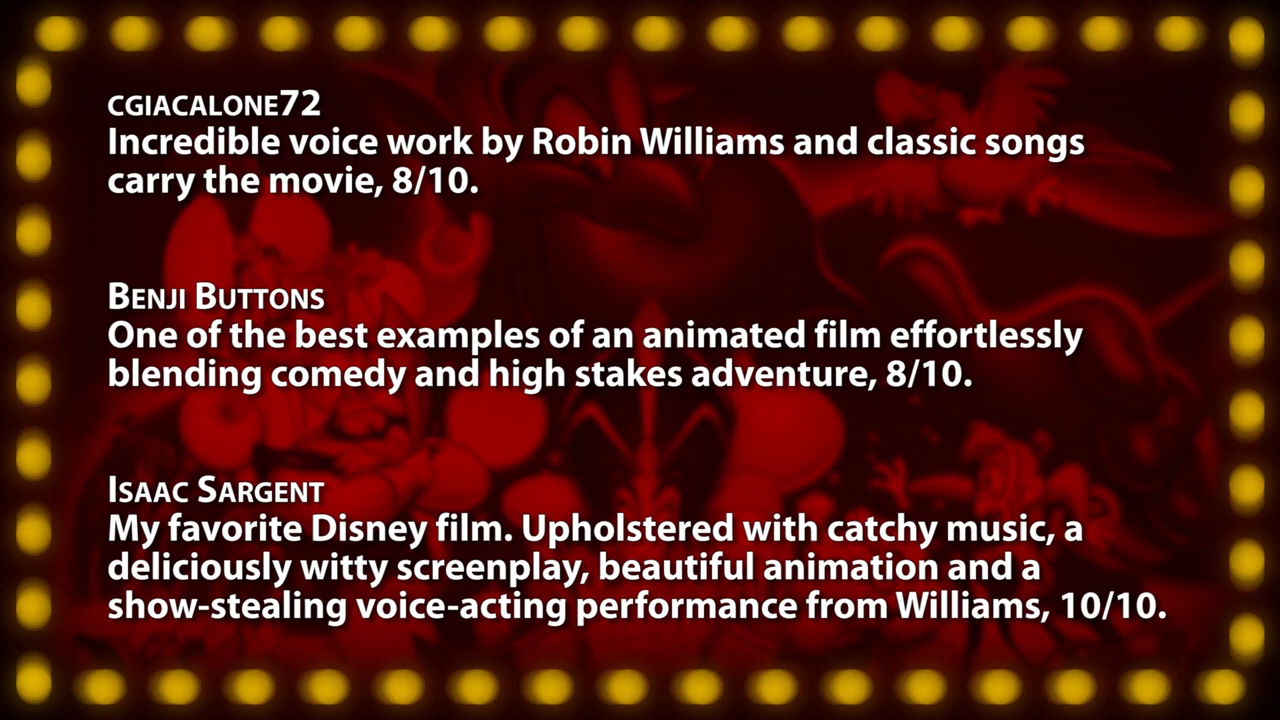 CGIACALONE72
Incredible voice work by Robin Williams and classic songs
carry the movie, 8/10.
BENJI BUTTONS
One of the best examples of an animated film effortlessly
blending comedy and high stakes adventure, 8/10.
ISAAC SARGENT
My favorite Disney film. Upholstered with catchy music, a
deliciously witty screenplay, beautiful animation and a
show-stealing voice-acting performance from Williams, 10/10.